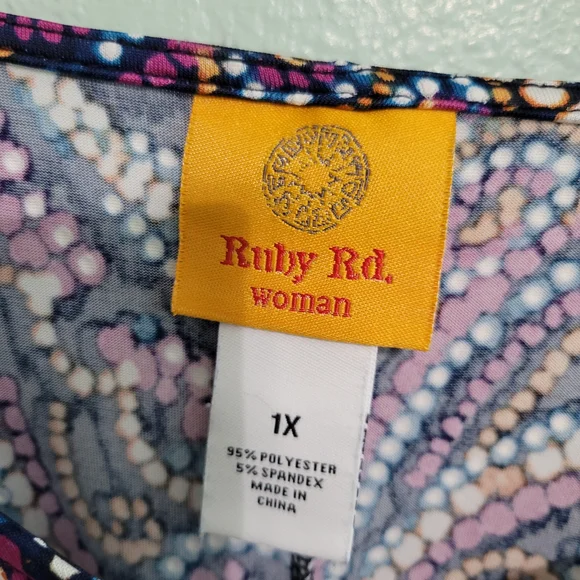 Ruby Rd.
woman
1X
95% POLYESTER
5% SPANDEX
MADE IN
CHINA